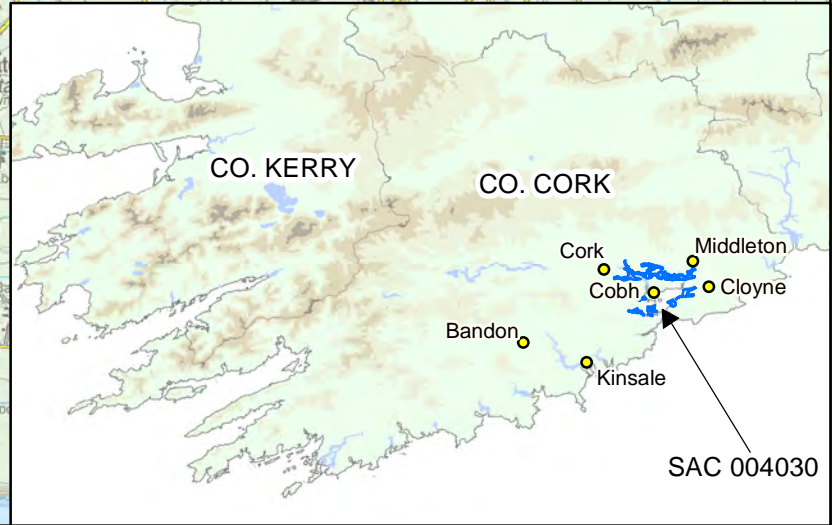 CO. KERRY
CO. CORK
Cork
Middleton
Cobh
Cloyne
Bandon
Kinsale
SAC 004030